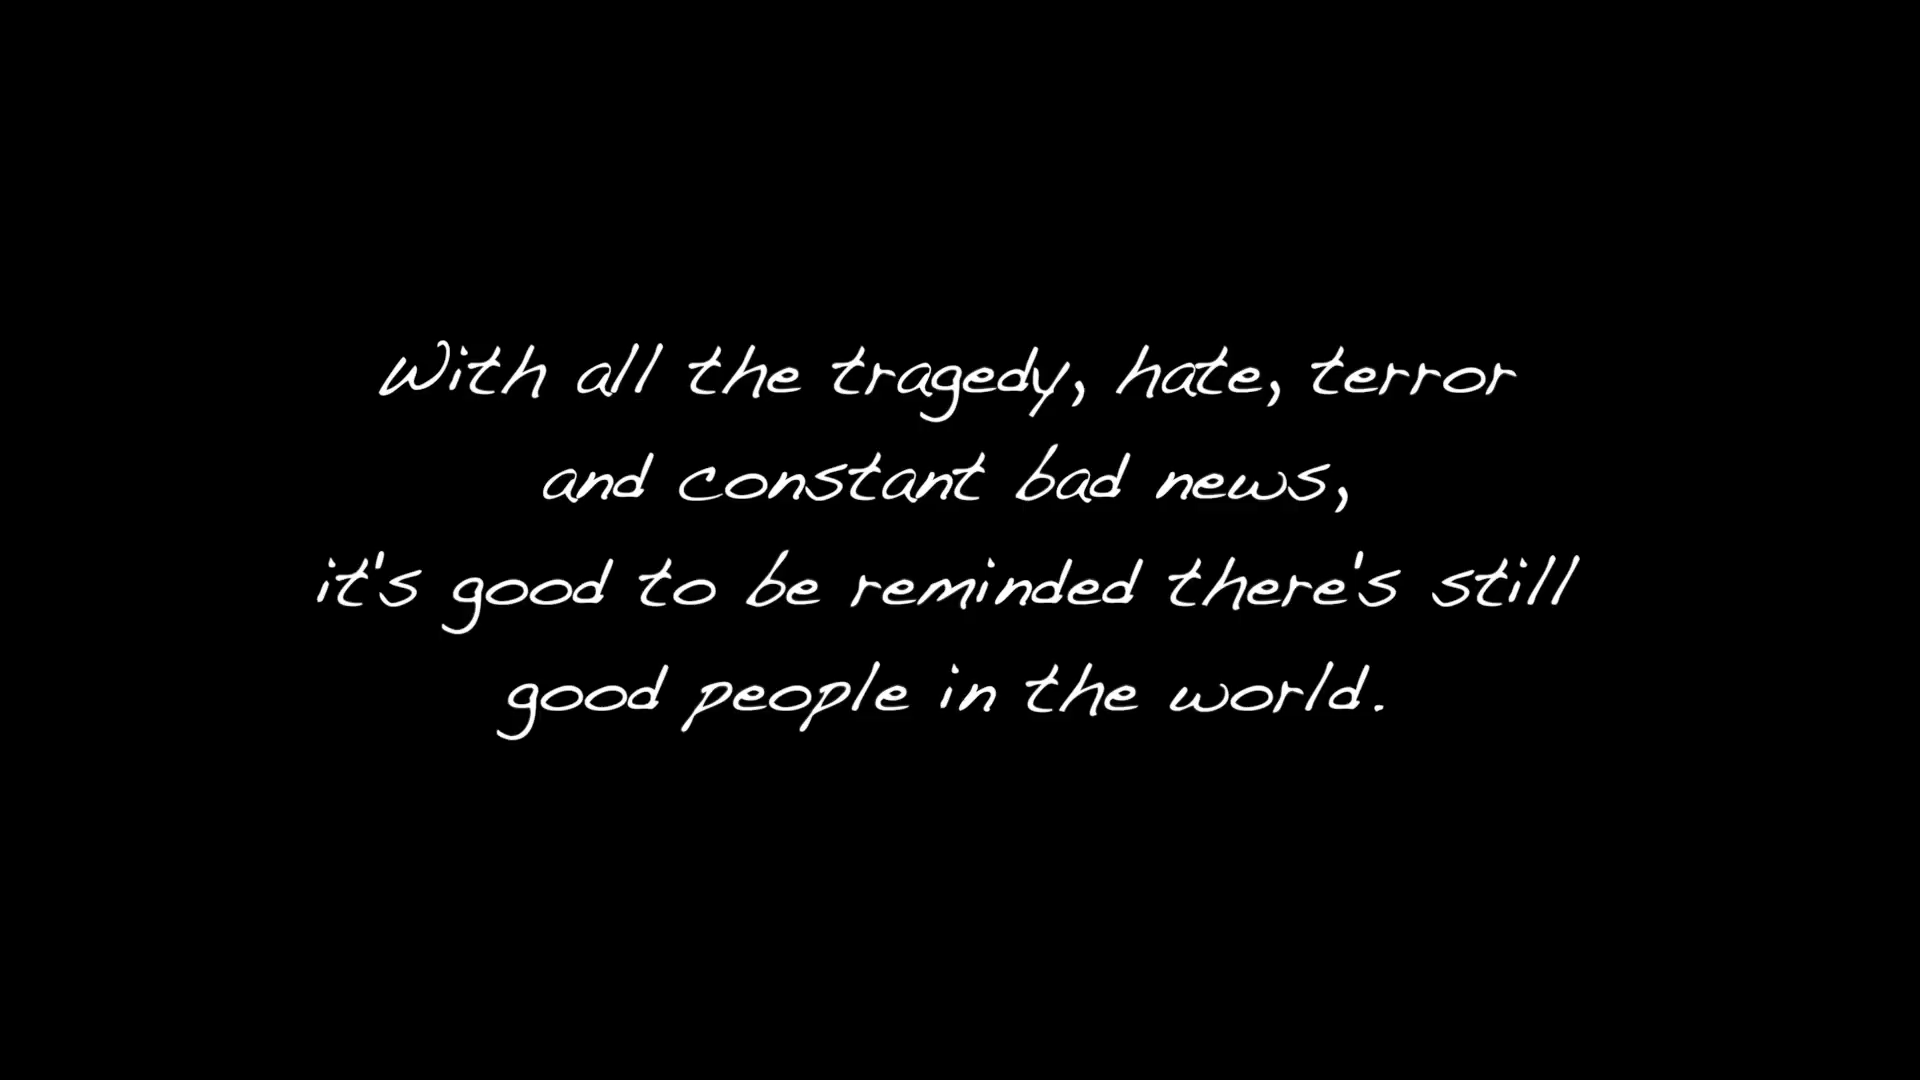 With all the tragedy, hate, terror
and constant bad news,
it's good to be reminded there's still
good people in the world.